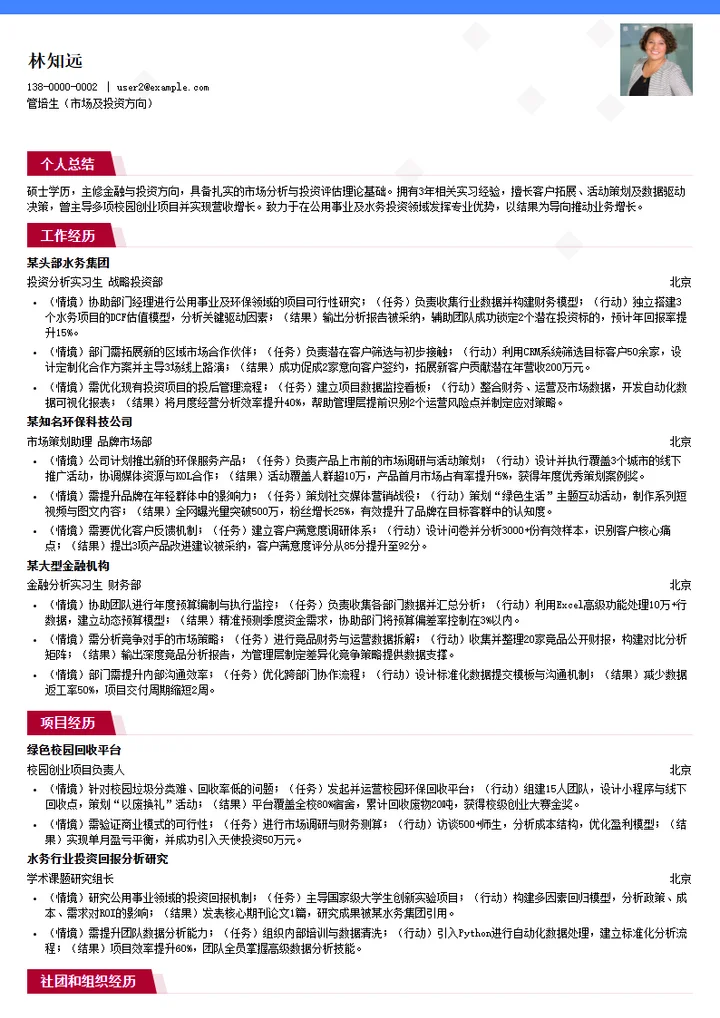 林知远
138-0000-0002 | user2@example.com
管培生（市场及投资方向）
个人总结
硕士学历，主修金融与投资方向，具备扎实的市场分析与投资评估理论基础。拥有3年相关实习经验，擅长客户拓展、活动策划及数据驱动
决策，曾主导多项校园创业项目并实现营收增长。致力于在公用事业及水务投资领域发挥专业优势，以结果为导向推动业务增长。
工作经历
某头部水务集团
投资分析实习生 战略投资部 北京
• （情境）协助部门经理进行公用事业及环保领域的项目可行性研究；（任务）负责收集行业数据并构建财务模型；（行动）独立搭建3
个水务项目的DCF估值模型，分析关键驱动因素；（结果）输出分析报告被采纳，辅助团队成功锁定2个潜在投资标的，预计年回报率提
升15%。
• （情境）部门需拓展新的区域市场合作伙伴；（任务）负责潜在客户筛选与初步接触；（行动）利用CRM系统筛选目标客户50余家，设
计定制化合作方案并主导3场线上路演；（结果）成功促成2家意向客户签约，拓展新客户贡献潜在年营收200万元。
• （情境）需优化现有投资项目的投后管理流程；（任务）建立项目数据监控看板；（行动）整合财务、运营及市场数据，开发自动化数
据可视化报表；（结果）将月度经营分析效率提升40%，帮助管理层提前识别2个运营风险点并制定应对策略。
某知名环保科技公司
市场策划助理 品牌市场部 北京
• （情境）公司计划推出新的环保服务产品；（任务）负责产品上市前的市场调研与活动策划；（行动）设计并执行覆盖3个城市的线下
推广活动，协调媒体资源与KOL合作；（结果）活动覆盖人群超10万，产品首月市场占有率提升5%，获得年度优秀策划案例奖。
• （情境）需提升品牌在年轻群体中的影响力；（任务）策划社交媒体营销战役；（行动）策划“绿色生活”主题互动活动，制作系列短
视频与图文内容；（结果）全网曝光量突破500万，粉丝增长25%，有效提升了品牌在目标客群中的认知度。
• （情境）需要优化客户反馈机制；（任务）建立客户满意度调研体系；（行动）设计问卷并分析3000+份有效样本，识别客户核心痛
点；（结果）提出3项产品改进建议被采纳，客户满意度评分从85分提升至92分。
某大型金融机构
金融分析实习生 财务部 北京
• （情境）协助团队进行年度预算编制与执行监控；（任务）负责收集各部门数据并汇总分析；（行动）利用Excel高级功能处理10万+行
数据，建立动态预算模型；（结果）精准预测季度资金需求，协助部门将预算偏差率控制在3%以内。
• （情境）需分析竞争对手的市场策略；（任务）进行竞品财务与运营数据拆解；（行动）收集并整理20家竞品公开财报，构建对比分析
矩阵；（结果）输出深度竞品分析报告，为管理层制定差异化竞争策略提供数据支撑。
• （情境）部门需提升内部沟通效率；（任务）优化跨部门协作流程；（行动）设计标准化数据提交模板与沟通机制；（结果）减少数据
返工率50%，项目交付周期缩短2周。
项目经历
绿色校园回收平台
校园创业项目负责人 北京
• （情境）针对校园垃圾分类难、回收率低的问题；（任务）发起并运营校园环保回收平台；（行动）组建15人团队，设计小程序与线下
回收点，策划“以废换礼”活动；（结果）平台覆盖全校80%宿舍，累计回收废物20吨，获得校级创业大赛金奖。
• （情境）需验证商业模式的可行性；（任务）进行市场调研与财务测算；（行动）访谈500+师生，分析成本结构，优化盈利模型；（结
果）实现单月盈亏平衡，并成功引入天使投资50万元。
水务行业投资回报分析研究
学术课题研究组长 北京
• （情境）研究公用事业领域的投资回报机制；（任务）主导国家级大学生创新实验项目；（行动）构建多因素回归模型，分析政策、成
本、需求对ROI的影响；（结果）发表核心期刊论文1篇，研究成果被某水务集团引用。
• （情境）需提升团队数据分析能力；（任务）组织内部培训与数据清洗；（行动）引入Python进行自动化数据处理，建立标准化分析流
程；（结果）项目效率提升60%，团队全员掌握高级数据分析技能。
社团和组织经历